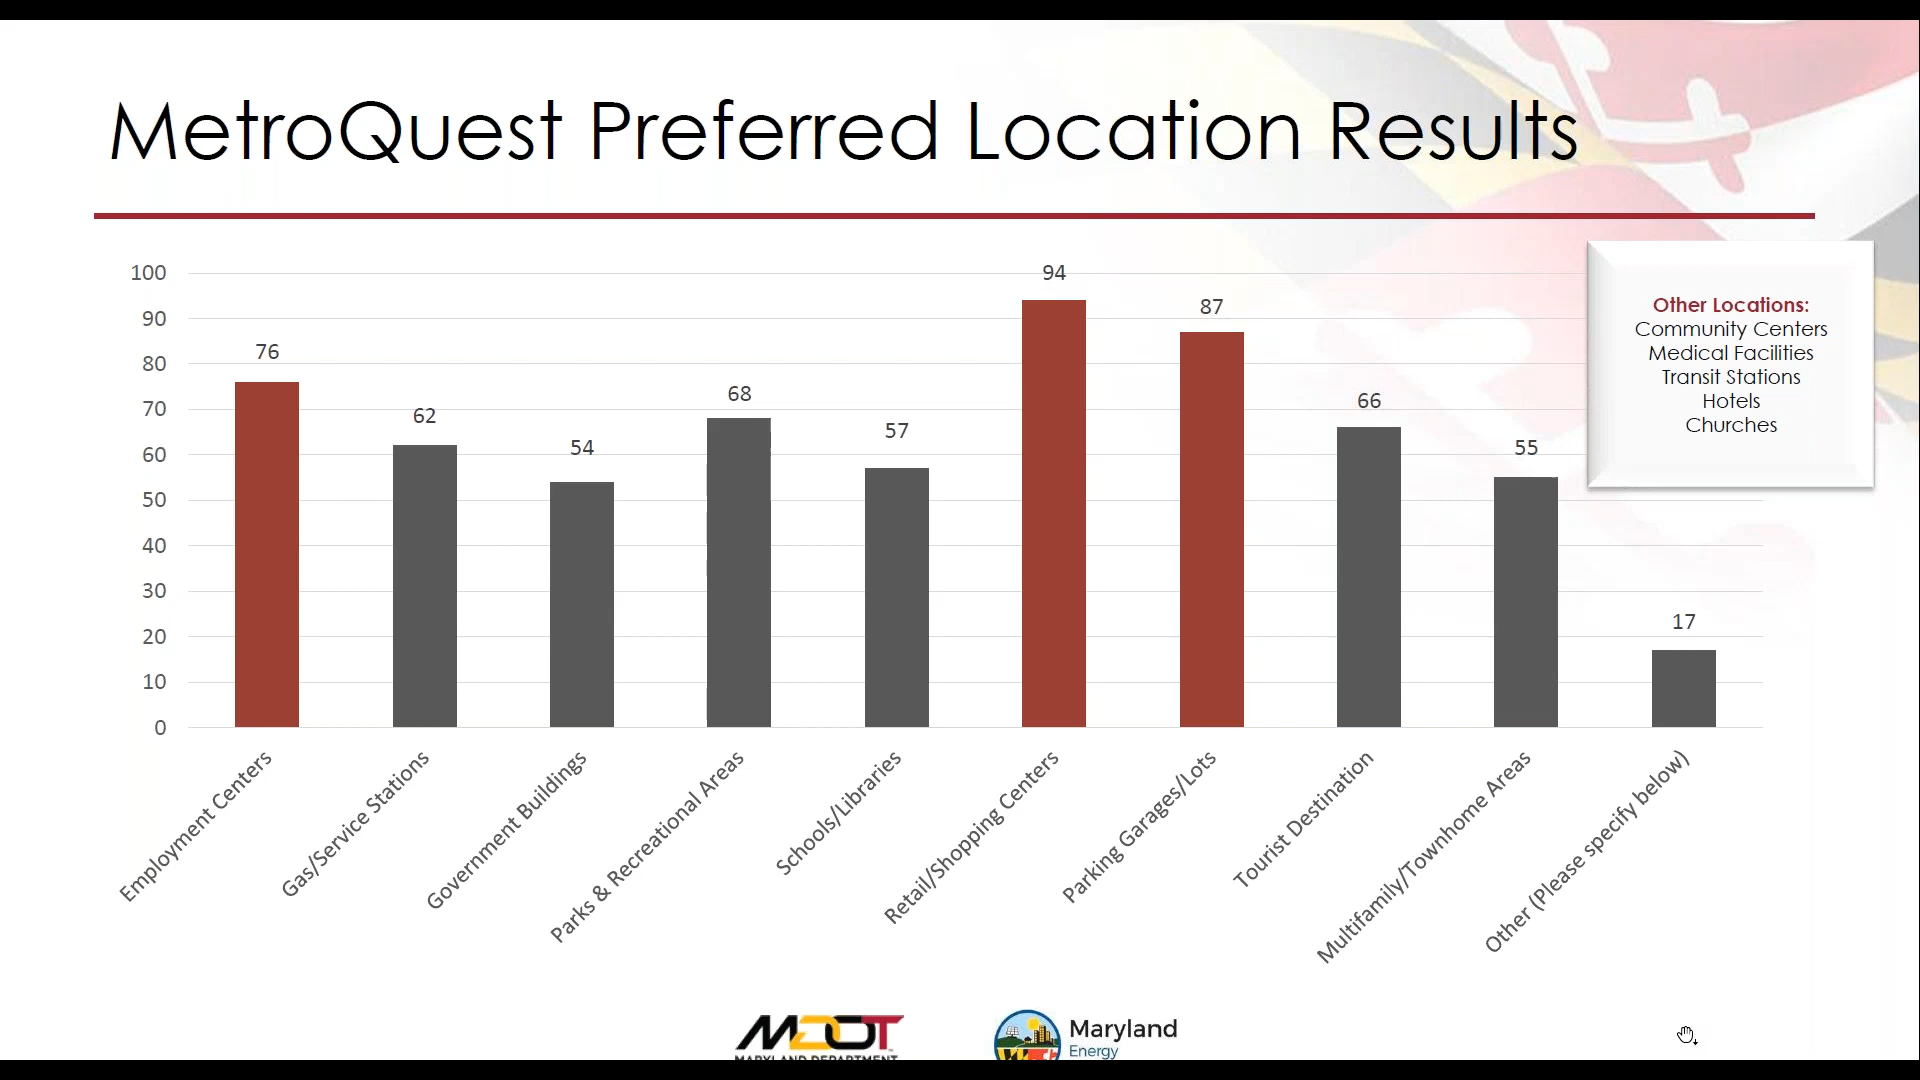 MetroQuest Preferred Location Results
Other Locations:
Community Centers
Medical Facilities
Transit Stations
Hotels
Churches
100
90
80
70
60
50
40
30
20
10
0
76
62
54
68
57
94
87
66
55
17
Employment Centers
Gas/Service Stations
Government Buildings
Parks & Recreational Areas
Schools/Libraries
Retail/Shopping Centers
Parking Garages/Lots
Tourist Destination
Multifamily/Townhome Areas
Other (Please specify below)
MDOT
MARYLAND DEPARTMENT
Maryland
Energy